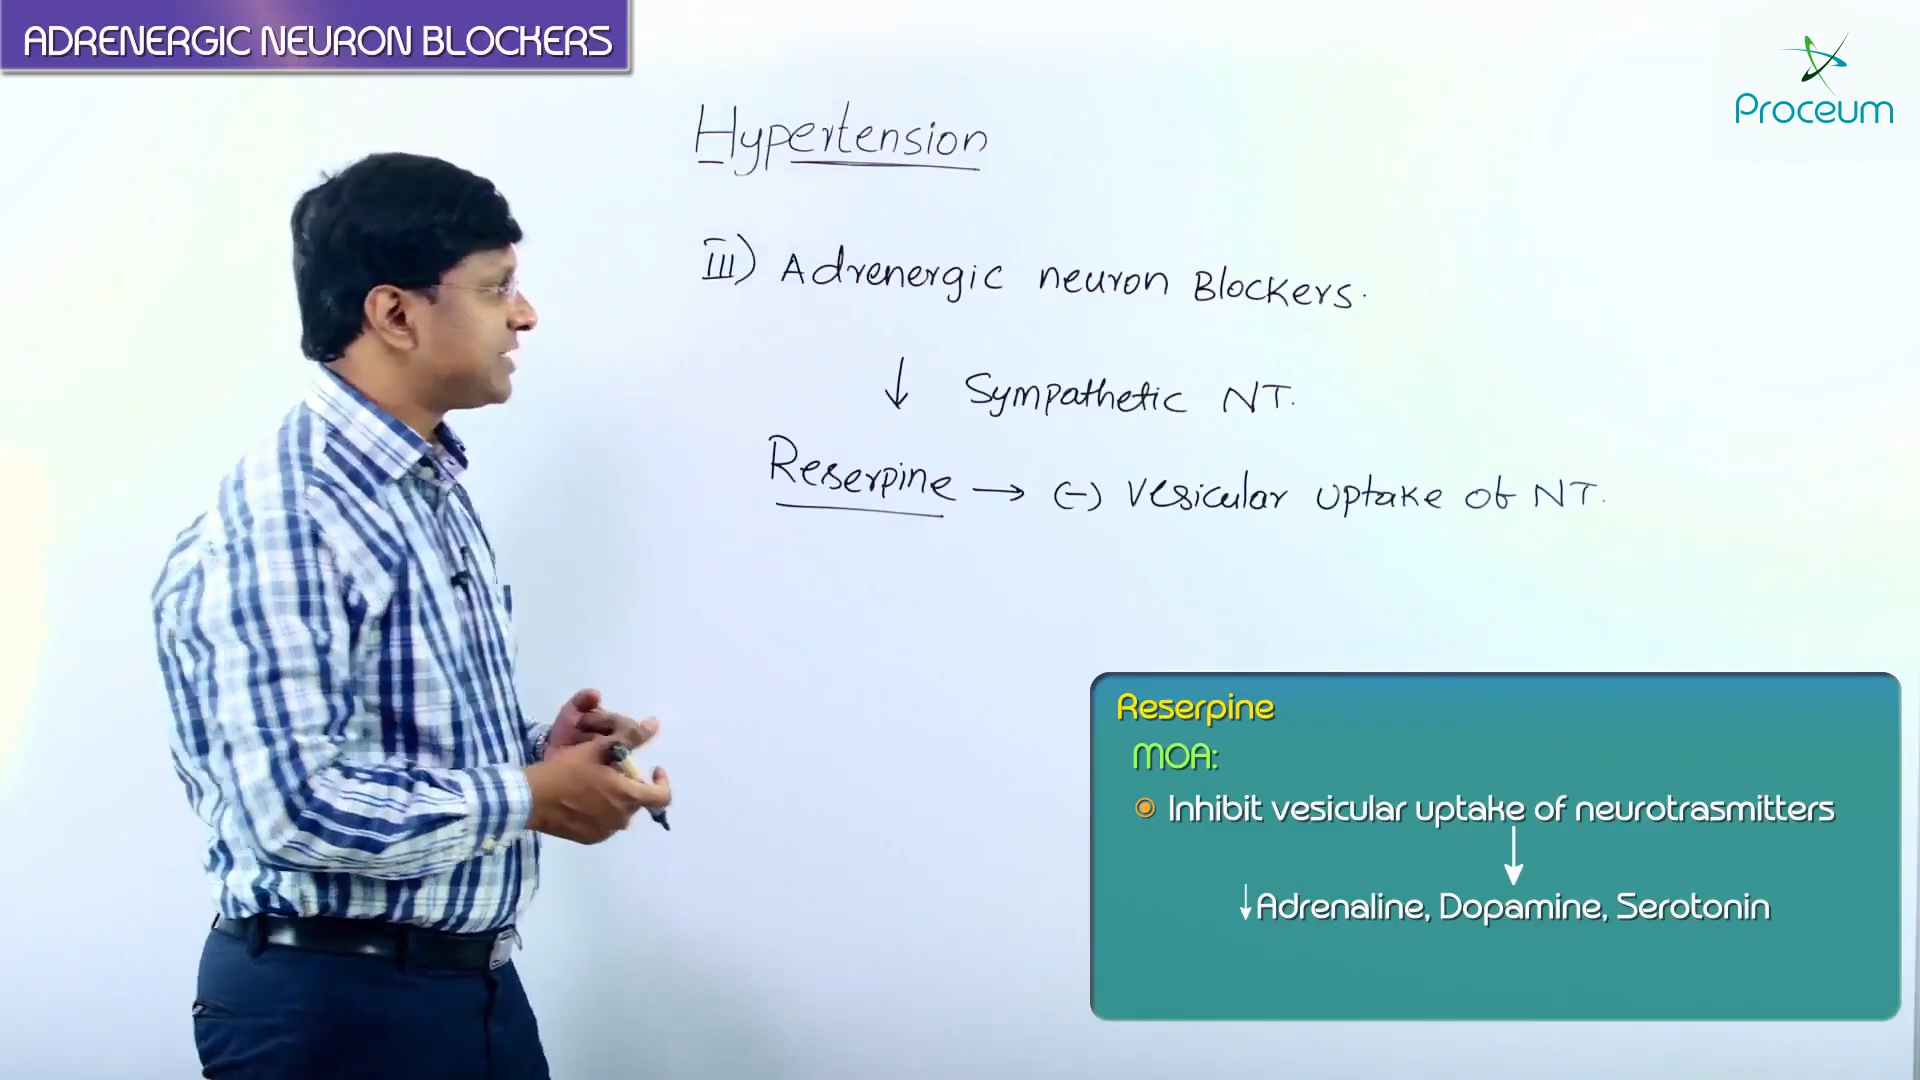 ADRENERGIC NEURON BLOCKERS
Proceum
Hypertension
III) Adrenergic neuron Blockers.
↓ Sympathetic NT.
Reserpine → (-) Vesicular uptake of NT.
Reserpine
MOA:
Inhibit vesicular uptake of neurotrasmitters
↓Adrenaline, Dopamine, Serotonin